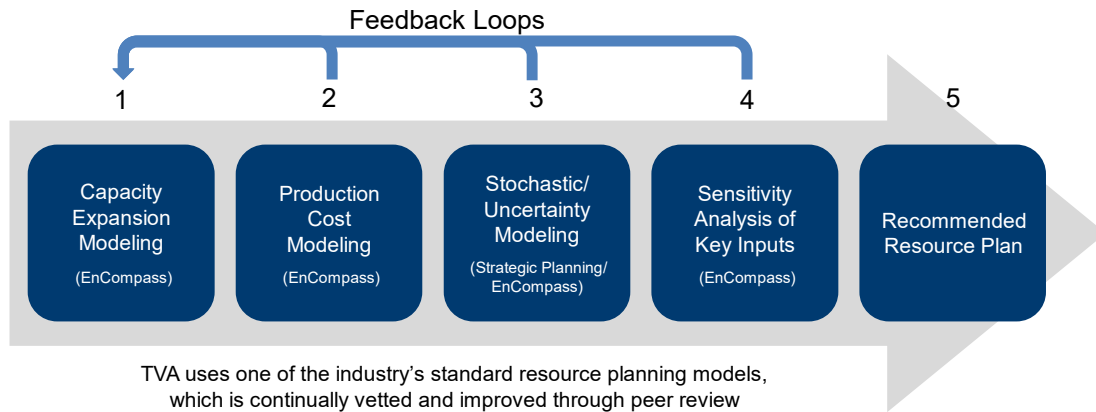 Feedback Loops
1
2
3
4
5
Capacity
Expansion
Modeling
(EnCompass)
Production
Cost
Modeling
(EnCompass)
Stochastic/
Uncertainty
Modeling
(Strategic Planning/
EnCompass)
Sensitivity
Analysis of
Key Inputs
(EnCompass)
Recommended
Resource Plan
TVA uses one of the industry’s standard resource planning models,
which is continually vetted and improved through peer review